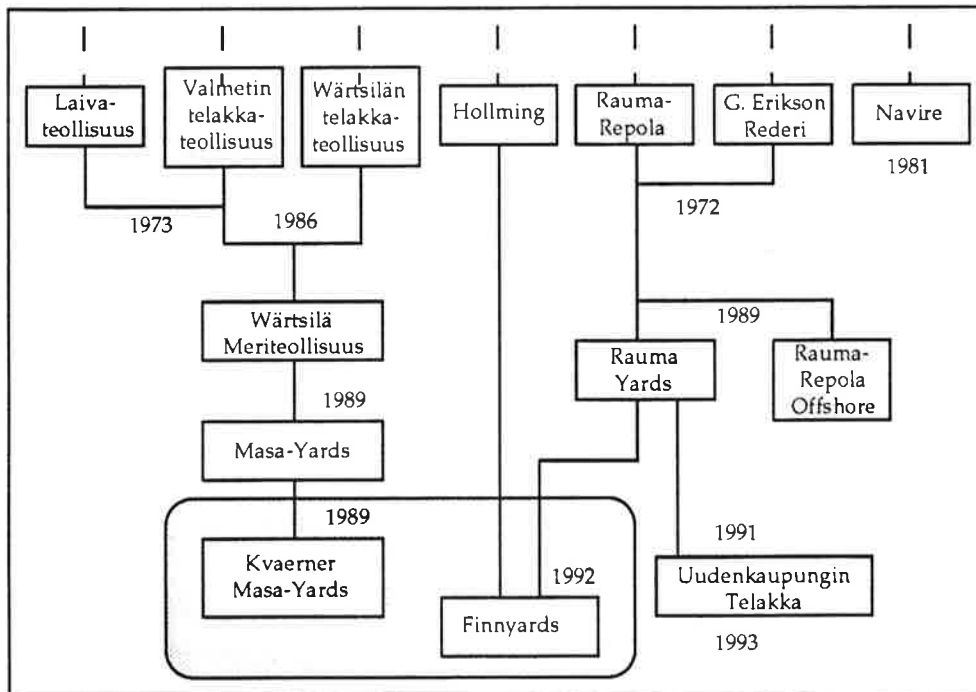 Laiva-
teollisuus
Valmetin
telakka-
teollisuus
Wärtsilän
telakka-
teollisuus
Hollming
Rauma-
Repola
G. Erikson
Rederi
Navire
1981
1973
1986
1972
Wärtsilä
Meriteollisuus
1989
Rauma
Yards
Rauma-
Repola
Offshore
1989
Masa-Yards
1989
Kvaerner
Masa-Yards
1992
Finnyards
1991
Uudenkaupungin
Telakka
1993